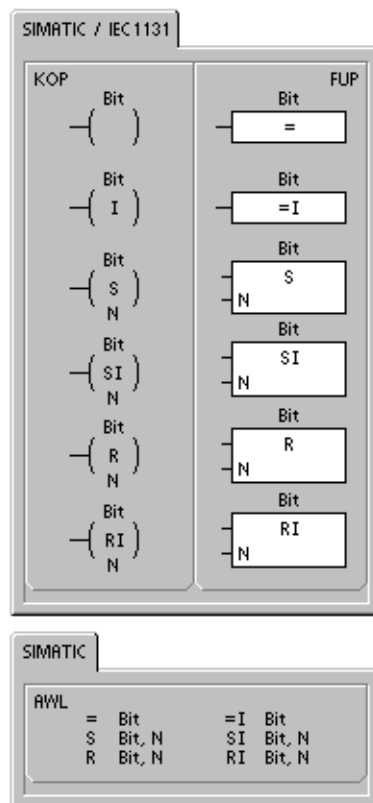 SIMATIC / IEC1131
KOP FUP
Bit Bit
( ) =
Bit Bit
( I ) =I
Bit Bit
( S ) S
N N
Bit Bit
( SI ) SI
N N
Bit Bit
( R ) R
N N
Bit Bit
( RI ) RI
N N
SIMATIC
AWL
= Bit =I Bit
S Bit, N SI Bit, N
R Bit, N RI Bit, N